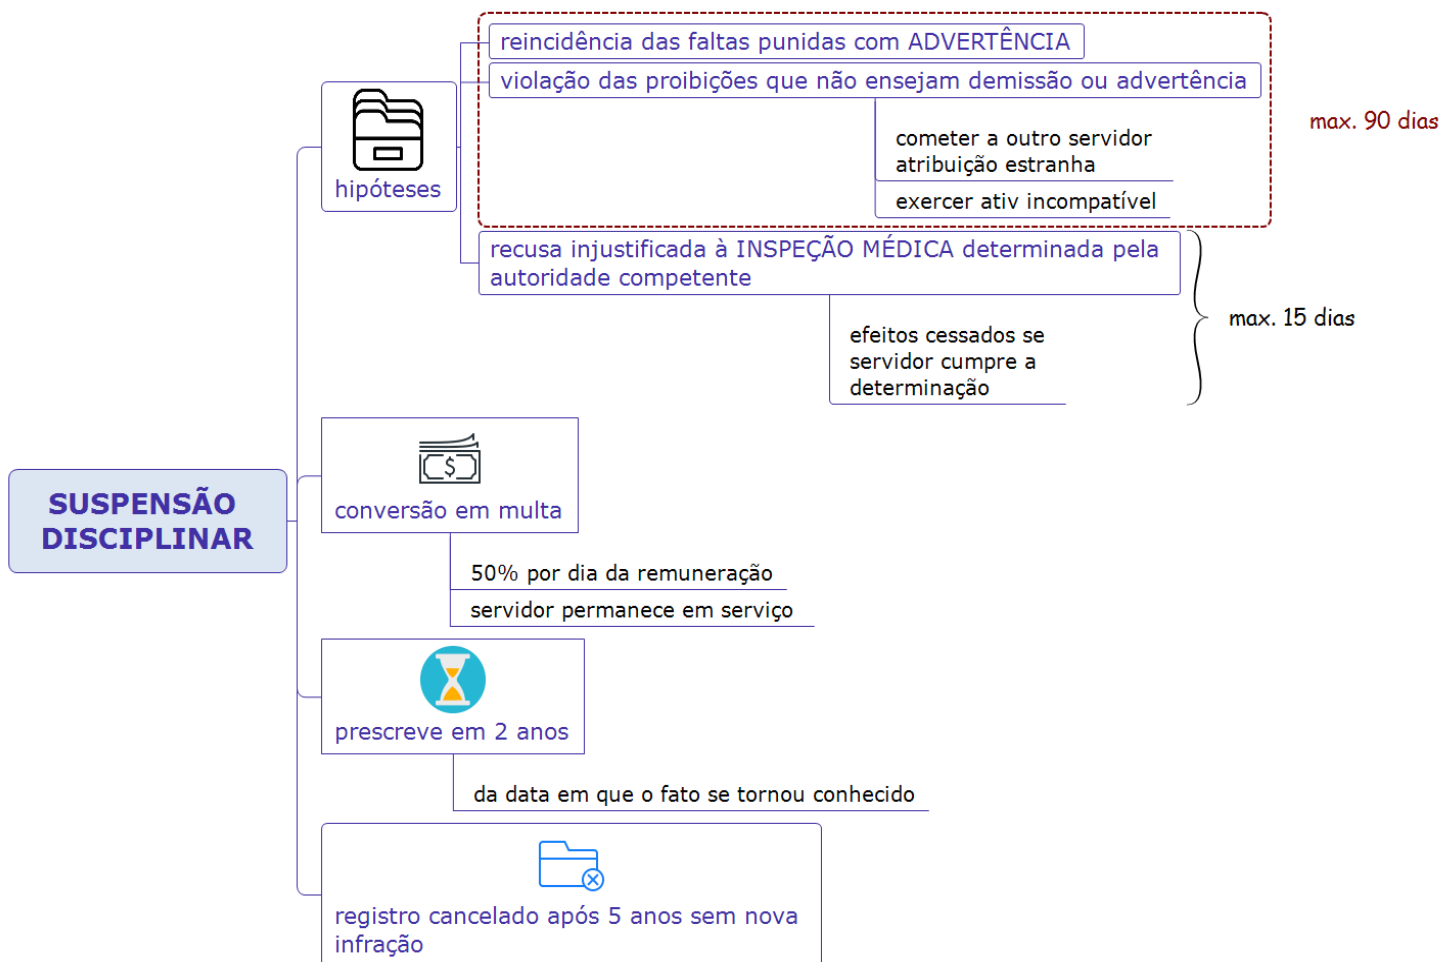 reincidência das faltas punidas com ADVERTÊNCIA
violação das proibições que não ensejam demissão ou advertência
cometer a outro servidor
atribuição estranha
exercer ativ incompatível
max. 90 dias
hipóteses
recusa injustificada à INSPEÇÃO MÉDICA determinada pela
autoridade competente
efeitos cessados se
servidor cumpre a
determinação
max. 15 dias
SUSPENSÃO
DISCIPLINAR
$
conversão em multa
50% por dia da remuneração
servidor permanece em serviço
prescreve em 2 anos
da data em que o fato se tornou conhecido
registro cancelado após 5 anos sem nova
infração